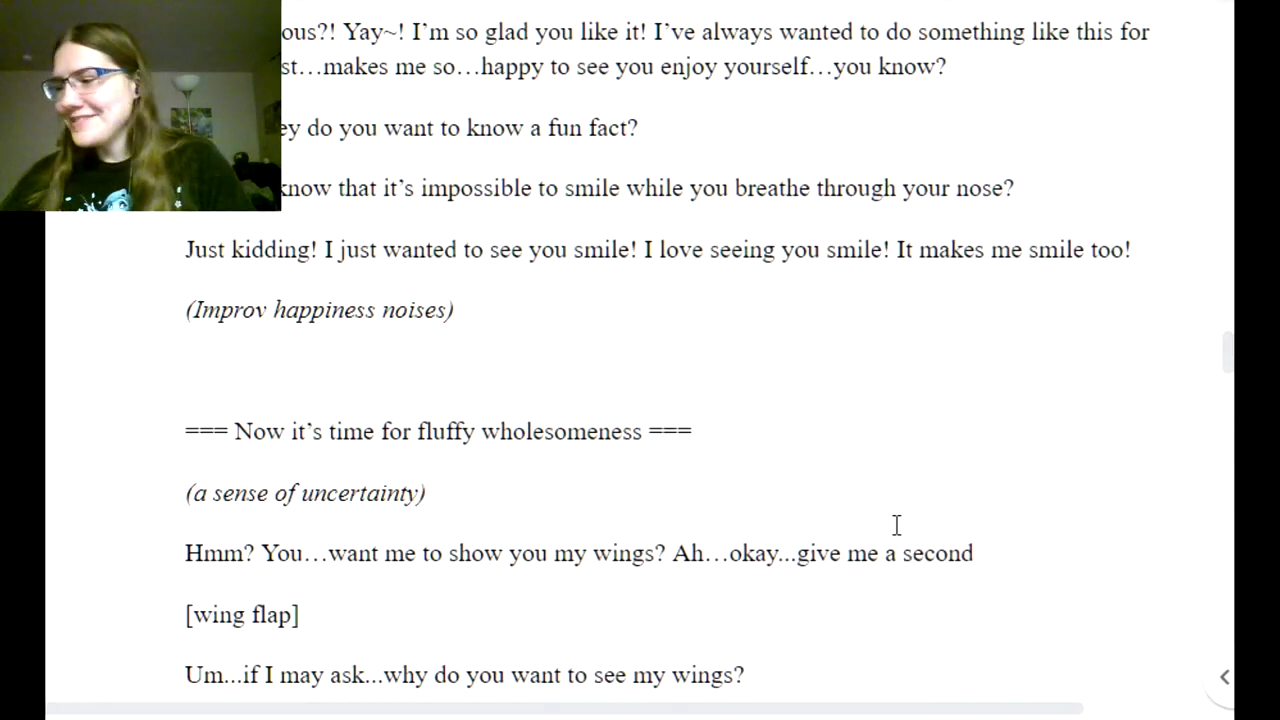 ous?! Yay~! I’m so glad you like it! I’ve always wanted to do something like this for
st…makes me so…happy to see you enjoy yourself…you know?
ey do you want to know a fun fact?
know that it’s impossible to smile while you breathe through your nose?
Just kidding! I just wanted to see you smile! I love seeing you smile! It makes me smile too!
(Improv happiness noises)
=== Now it’s time for fluffy wholesomeness ===
(a sense of uncertainty)
Hmm? You…want me to show you my wings? Ah…okay...give me a second
[wing flap]
Um...if I may ask...why do you want to see my wings?